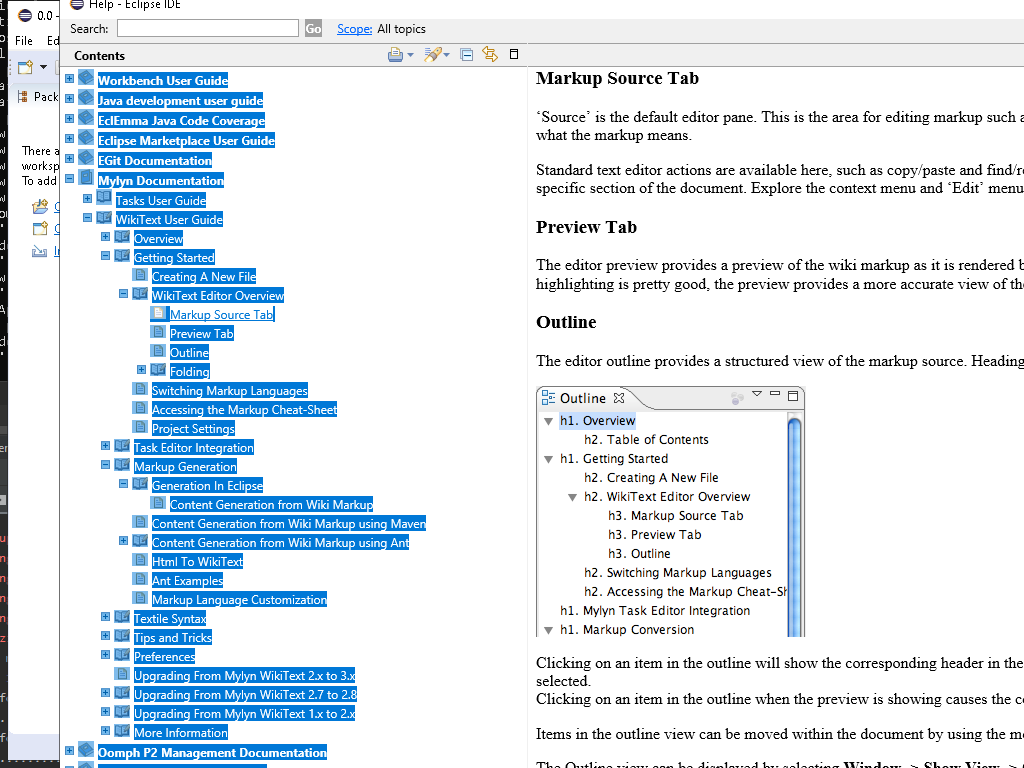 Help - Eclipse IDE
0.0 -
File Ed
Search: Go Scope: All topics
Contents
Pack
There a
worksp
To add
Workbench User Guide
Java development user guide
EclEmma Java Code Coverage
Eclipse Marketplace User Guide
EGit Documentation
Mylyn Documentation
Tasks User Guide
WikiText User Guide
Overview
Getting Started
Creating A New File
WikiText Editor Overview
Markup Source Tab
Preview Tab
Outline
Folding
Switching Markup Languages
Accessing the Markup Cheat-Sheet
Project Settings
Task Editor Integration
Markup Generation
Generation In Eclipse
Content Generation from Wiki Markup
Content Generation from Wiki Markup using Maven
Content Generation from Wiki Markup using Ant
Html To WikiText
Ant Examples
Markup Language Customization
Textile Syntax
Tips and Tricks
Preferences
Upgrading From Mylyn WikiText 2.x to 3.x
Upgrading From Mylyn WikiText 2.7 to 2.8
Upgrading From Mylyn WikiText 1.x to 2.x
More Information
Oomph P2 Management Documentation
Markup Source Tab
‘Source’ is the default editor pane. This is the area for editing markup such a
what the markup means.
Standard text editor actions are available here, such as copy/paste and find/re
specific section of the document. Explore the context menu and ‘Edit’ menu
Preview Tab
The editor preview provides a preview of the wiki markup as it is rendered b
highlighting is pretty good, the preview provides a more accurate view of the
Outline
The editor outline provides a structured view of the markup source. Heading
Outline
h1. Overview
h2. Table of Contents
h1. Getting Started
h2. Creating A New File
h2. WikiText Editor Overview
h3. Markup Source Tab
h3. Preview Tab
h3. Outline
h2. Switching Markup Languages
h2. Accessing the Markup Cheat-Sh
h1. Mylyn Task Editor Integration
h1. Markup Conversion
Clicking on an item in the outline will show the corresponding header in the
selected.
Clicking on an item in the outline when the preview is showing causes the c
Items in the outline view can be moved within the document by using the mo
The Outline view can be displayed by selecting Window -> Show View ->